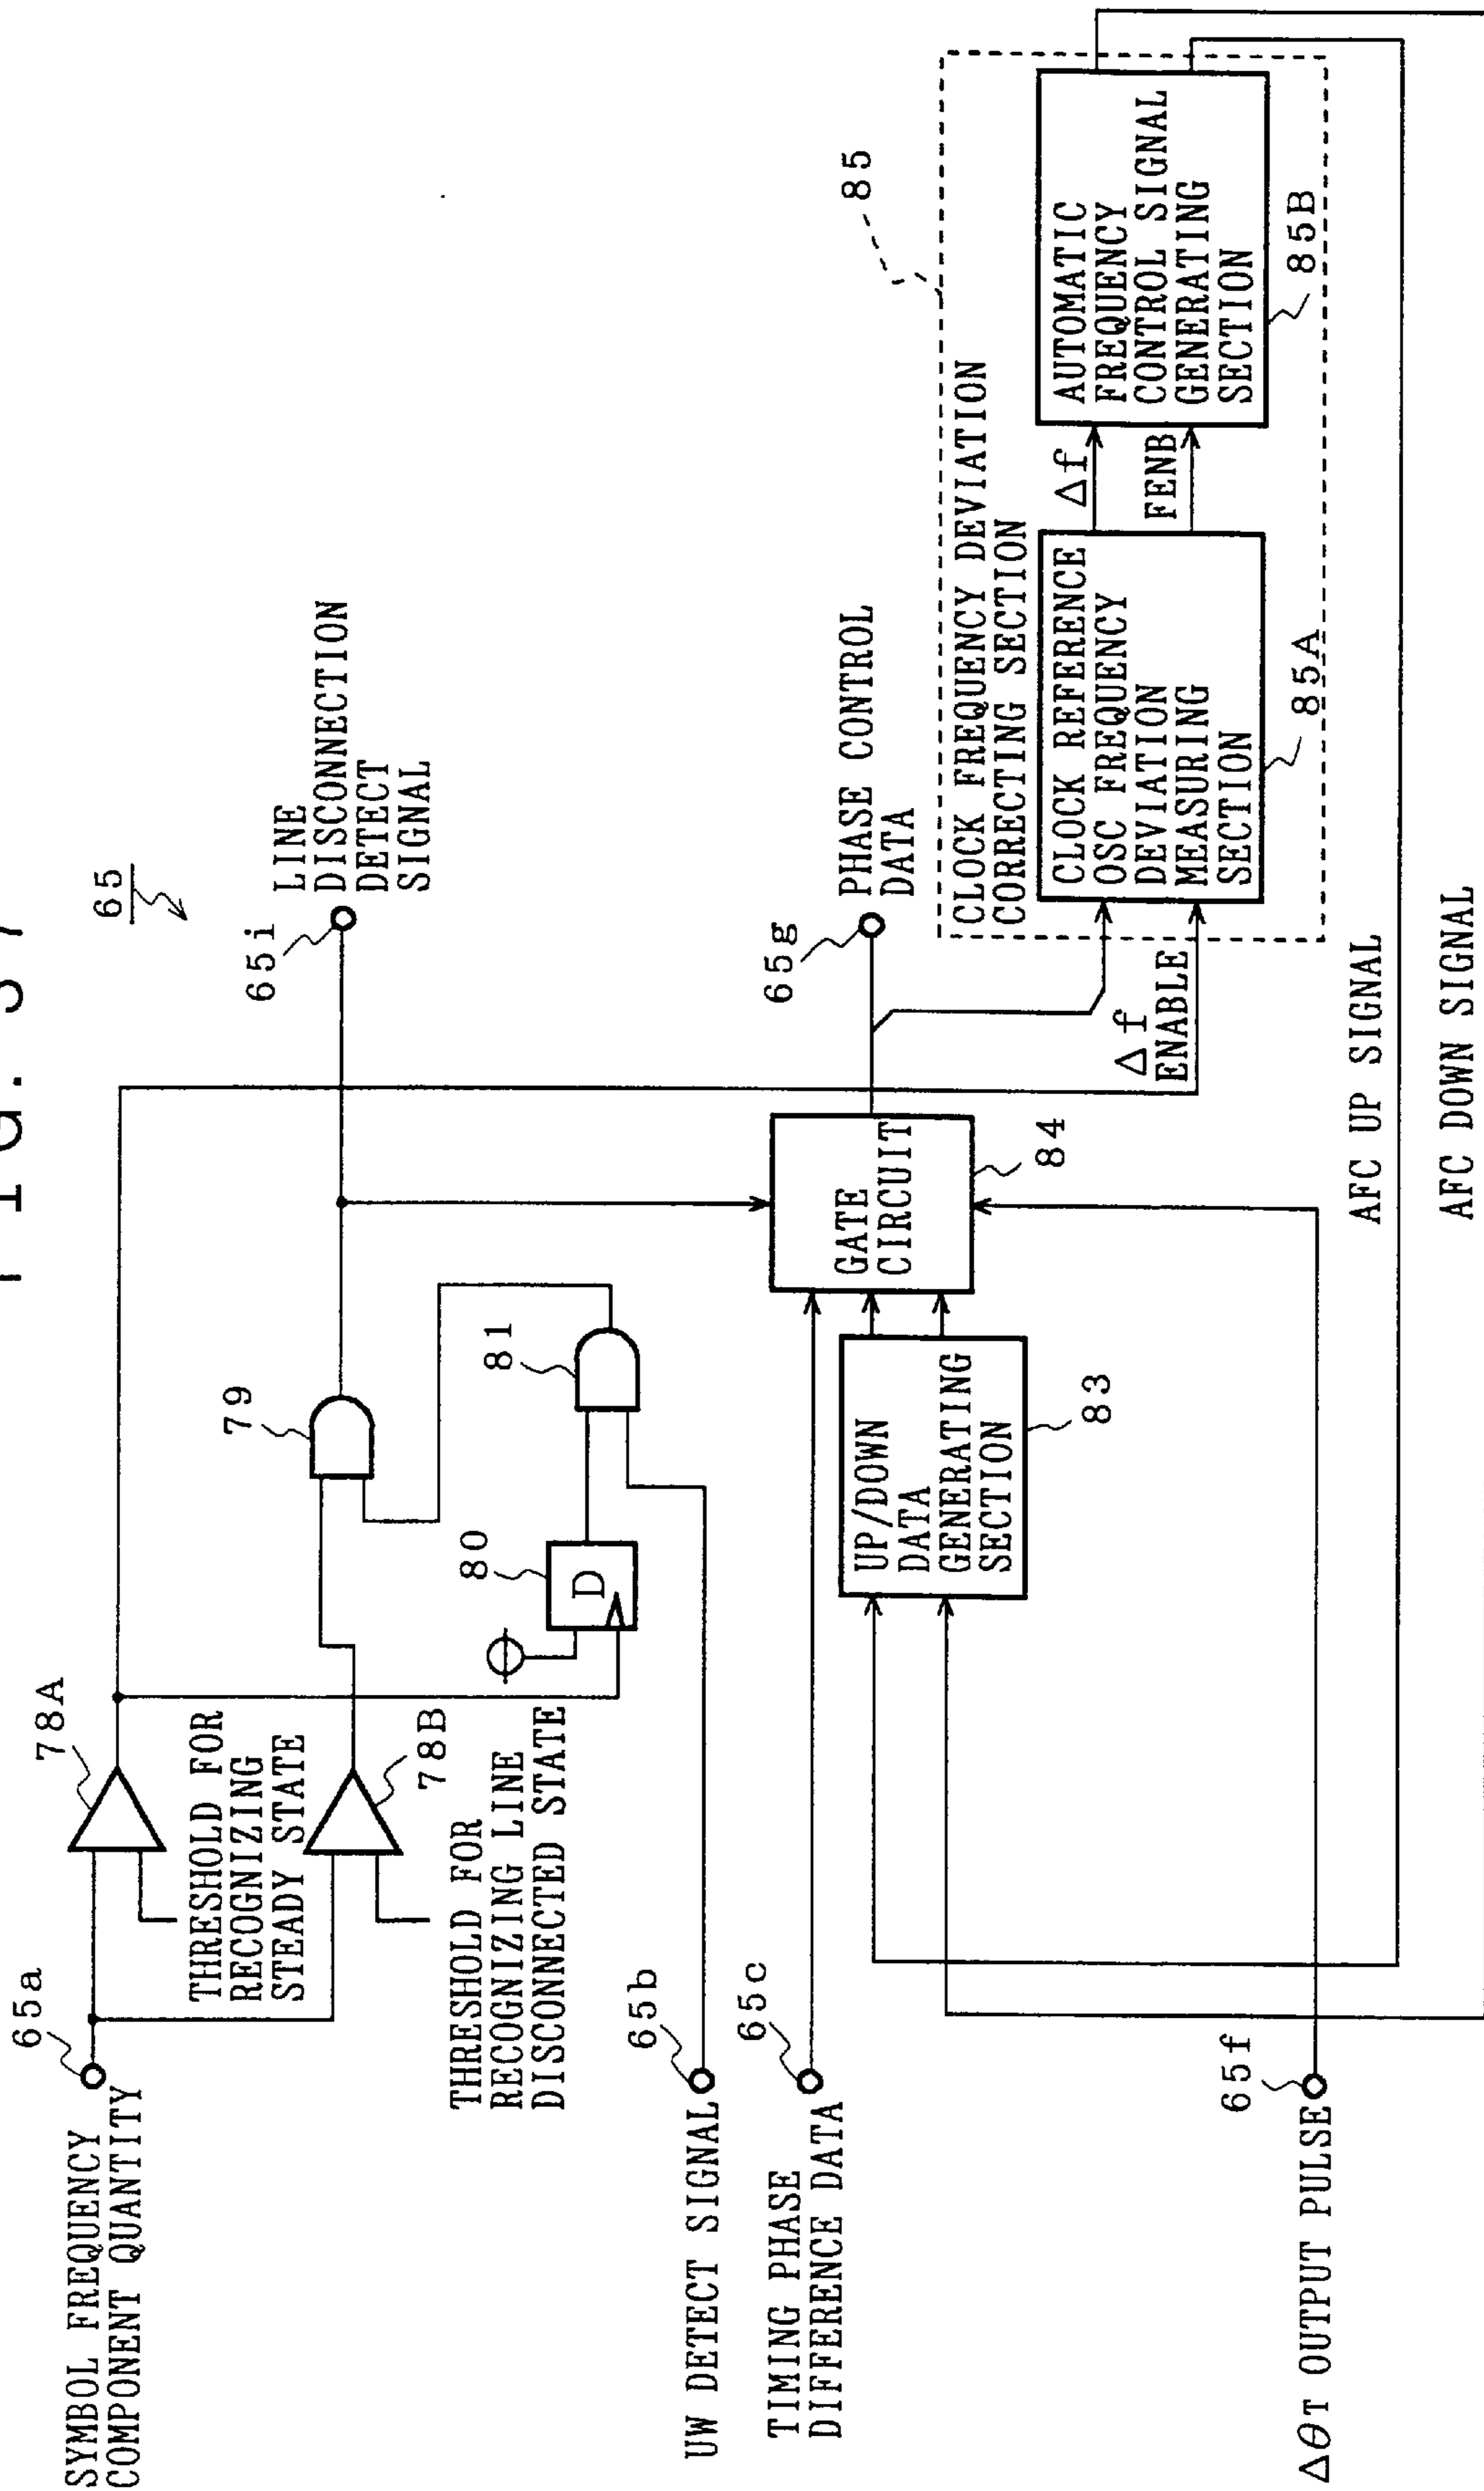 65
SYMBOL FREQUENCY
COMPONENT QUANTITY
65a
78A
THRESHOLD FOR
RECOGNIZING
STEADY STATE
78B
THRESHOLD FOR
RECOGNIZING LINE
DISCONNECTED STATE
79
80
D
81
65i
LINE
DISCONNECTION
DETECT
SIGNAL
UW DETECT SIGNAL
65b
TIMING PHASE
DIFFERENCE DATA
65c
UP/DOWN
DATA
GENERATING
SECTION
83
GATE
CIRCUIT
84
65g
PHASE CONTROL
DATA
Δf
ENABLE
CLOCK FREQUENCY DEVIATION
CORRECTING SECTION
85
CLOCK REFERENCE
OSC FREQUENCY
DEVIATION
MEASURING
SECTION
85A
Δf
FENB
AUTOMATIC
FREQUENCY
CONTROL SIGNAL
GENERATING
SECTION
85B
ΔθT OUTPUT PULSE
65f
AFC UP SIGNAL
AFC DOWN SIGNAL